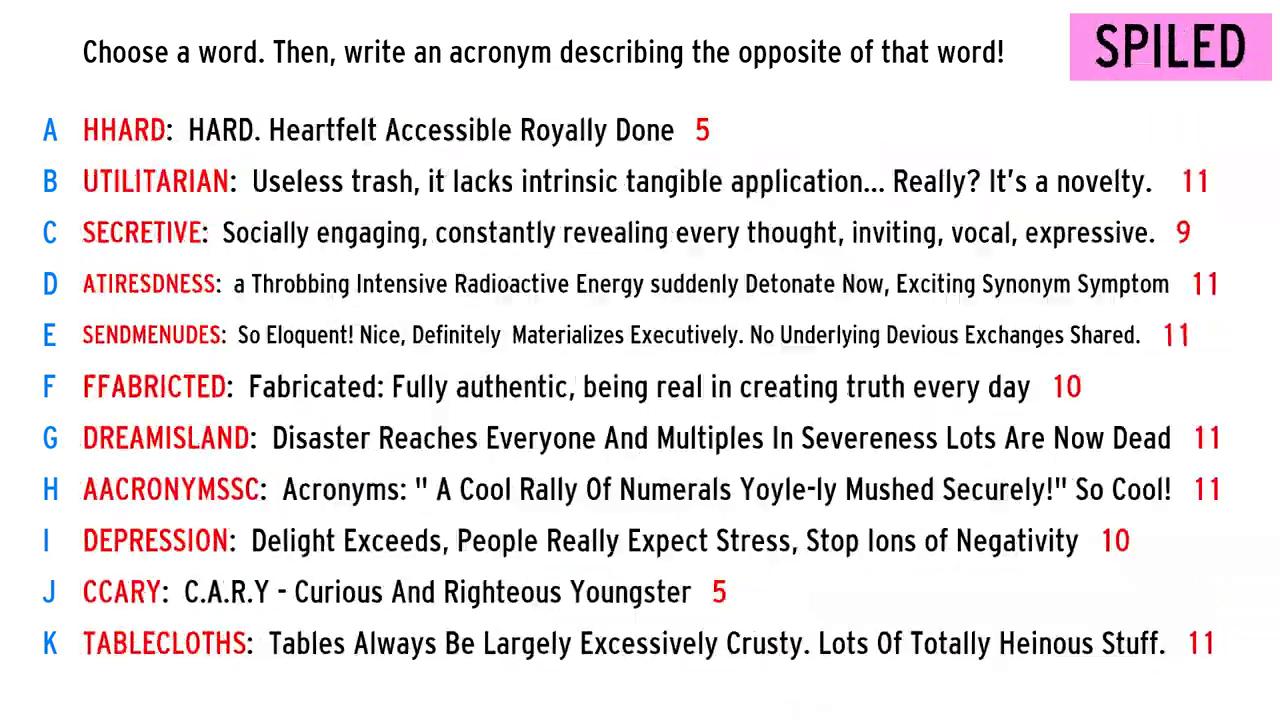 Choose a word. Then, write an acronym describing the opposite of that word!
SPILED
A HHARD: HARD. Heartfelt Accessible Royally Done 5
B UTILITARIAN: Useless trash, it lacks intrinsic tangible application... Really? It's a novelty. 11
C SECRETIVE: Socially engaging, constantly revealing every thought, inviting, vocal, expressive. 9
D ATIRESDNESS: a Throbbing Intensive Radioactive Energy suddenly Detonate Now, Exciting Synonym Symptom 11
E SENDMENUDES: So Eloquent! Nice, Definitely Materializes Executively. No Underlying Devious Exchanges Shared. 11
F FFABRICTED: Fabricated: Fully authentic, being real in creating truth every day 10
G DREAMISLAND: Disaster Reaches Everyone And Multiples In Severeness Lots Are Now Dead 11
H AACRONYMSSC: Acronyms: " A Cool Rally Of Numerals Yoyle-ly Mushed Securely!" So Cool! 11
I DEPRESSION: Delight Exceeds, People Really Expect Stress, Stop Ions of Negativity 10
J CCARY: C.A.R.Y - Curious And Righteous Youngster 5
K TABLECLOTHS: Tables Always Be Largely Excessively Crusty. Lots Of Totally Heinous Stuff. 11